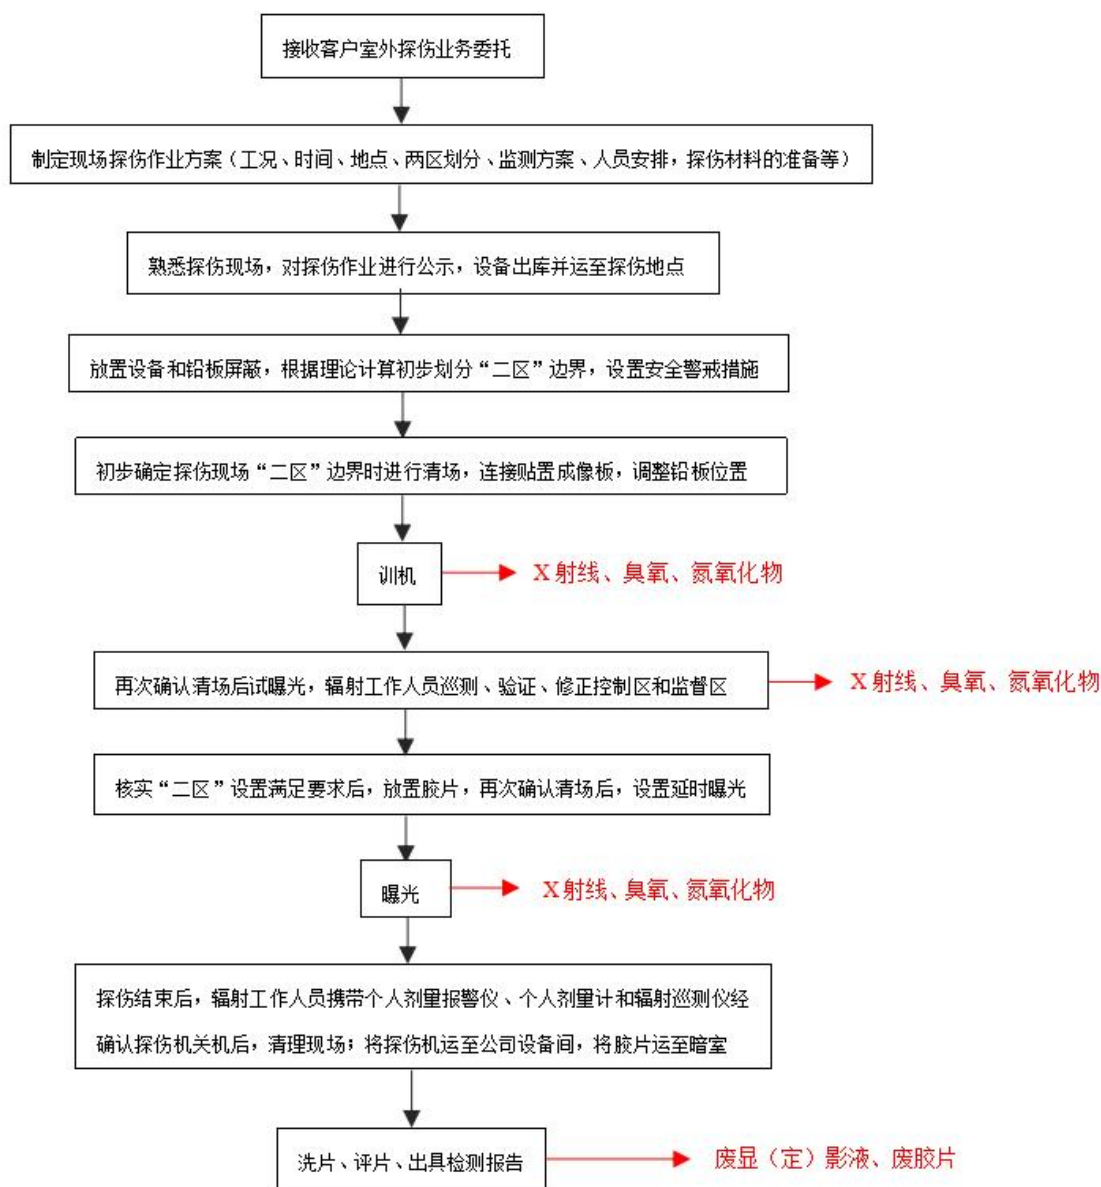 接收客户室外探伤业务委托
制定现场探伤作业方案（工况、时间、地点、两区划分、监测方案、人员安排，探伤材料的准备等）
熟悉探伤现场，对探伤作业进行公示，设备出库并运至探伤地点
放置设备和铅板屏蔽，根据理论计算初步划分“二区”边界，设置安全警戒措施
初步确定探伤现场“二区”边界时进行清场，连接贴置成像板，调整铅板位置
训机
X 射线、臭氧、氮氧化物
再次确认清场后试曝光，辐射工作人员巡测、验证、修正控制区和监督区
X 射线、臭氧、氮氧化物
核实“二区”设置满足要求后，放置胶片，再次确认清场后，设置延时曝光
曝光
X 射线、臭氧、氮氧化物
探伤结束后，辐射工作人员携带个人剂量报警仪、个人剂量计和辐射巡测仪经
确认探伤机关机后，清理现场；将探伤机运至公司设备间，将胶片运至暗室
洗片、评片、出具检测报告
废显（定）影液、废胶片